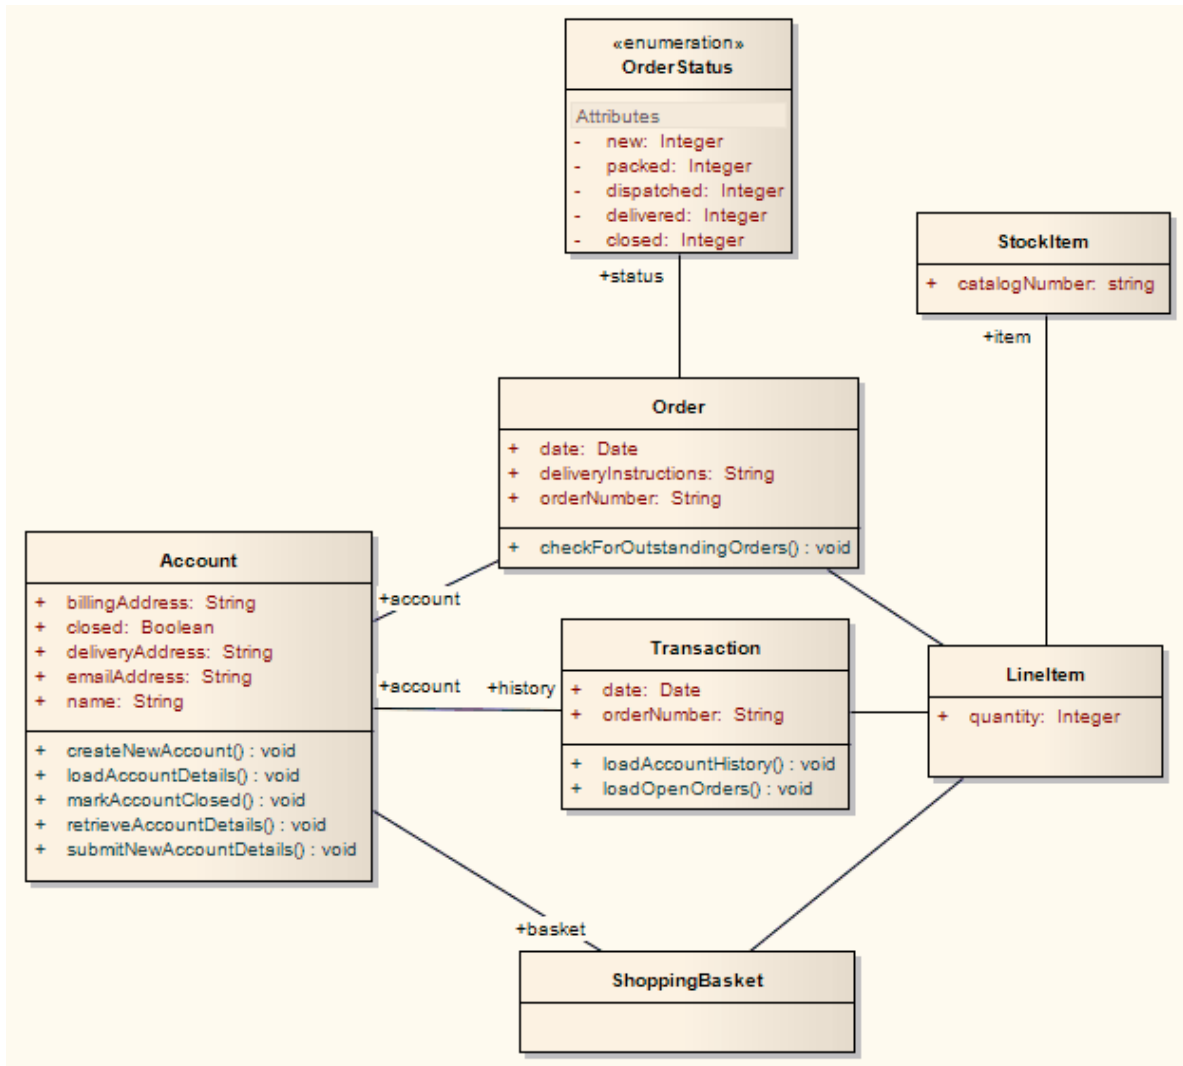 «enumeration»
OrderStatus
Attributes
- new: Integer
- packed: Integer
- dispatched: Integer
- delivered: Integer
- closed: Integer
+status
StockItem
+ catalogNumber: string
+item
Order
+ date: Date
+ deliveryInstructions: String
+ orderNumber: String
+ checkForOutstandingOrders() : void
Account
+ billingAddress: String
+ closed: Boolean
+ deliveryAddress: String
+ emailAddress: String
+ name: String
+ createNewAccount() : void
+ loadAccountDetails() : void
+ markAccountClosed() : void
+ retrieveAccountDetails() : void
+ submitNewAccountDetails() : void
+account
+account
+history
Transaction
+ date: Date
+ orderNumber: String
+ loadAccountHistory() : void
+ loadOpenOrders() : void
LineItem
+ quantity: Integer
+basket
ShoppingBasket